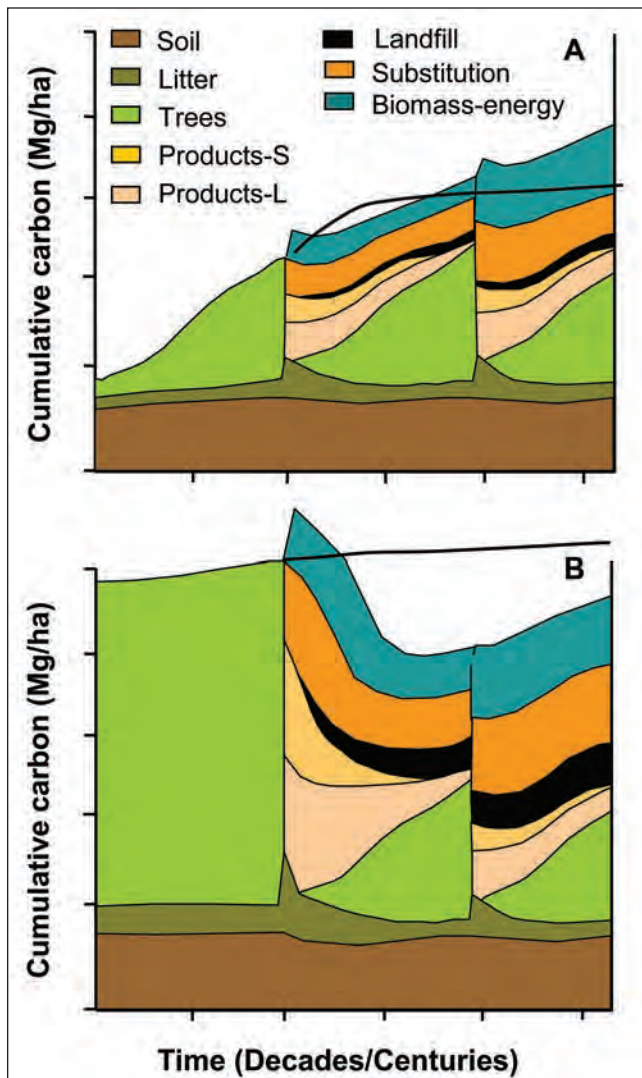 Soil
Litter
Trees
Products-S
Products-L
Landfill
Substitution
Biomass-energy
A
Cumulative carbon (Mg/ha)
B
Cumulative carbon (Mg/ha)
Time (Decades/Centuries)